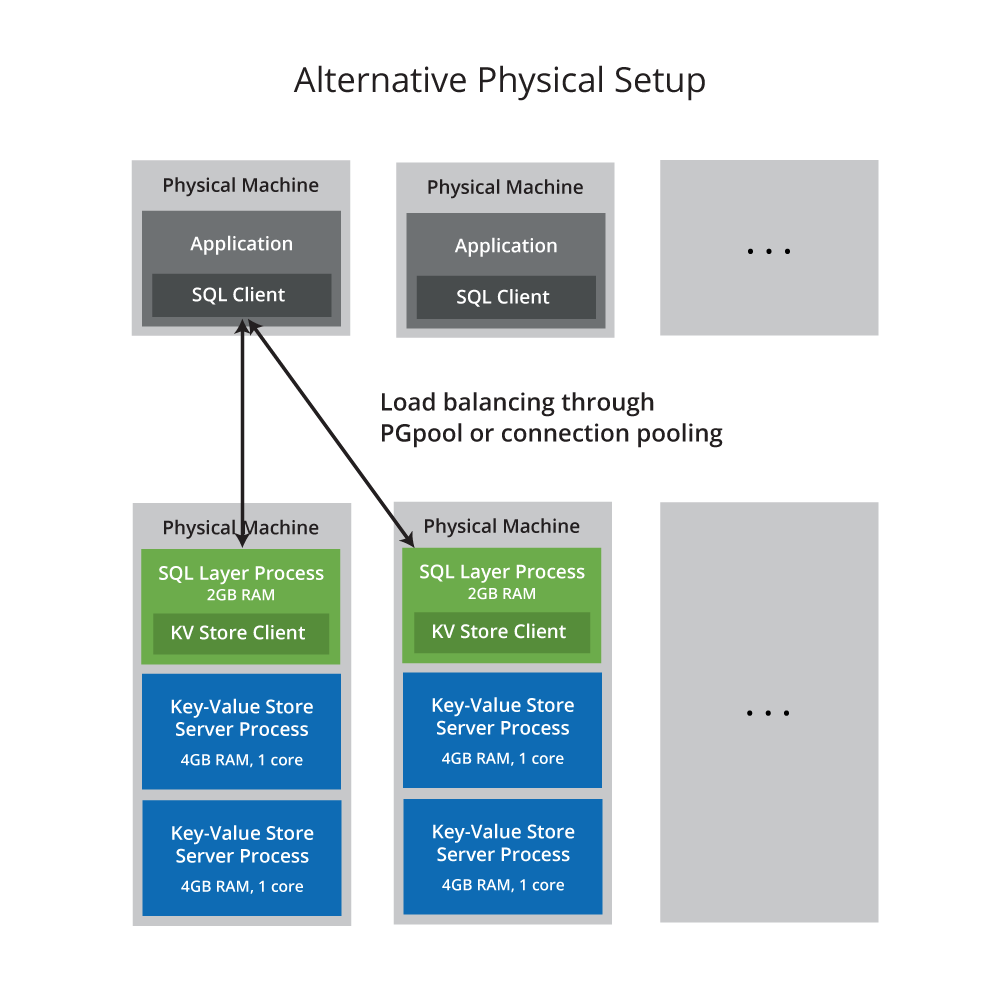 Alternative Physical Setup
Physical Machine
Application
SQL Client
Physical Machine
Application
SQL Client
. . .
Load balancing through
PGpool or connection pooling
Physical Machine
SQL Layer Process
2GB RAM
KV Store Client
Key-Value Store
Server Process
4GB RAM, 1 core
Key-Value Store
Server Process
4GB RAM, 1 core
Physical Machine
SQL Layer Process
2GB RAM
KV Store Client
Key-Value Store
Server Process
4GB RAM, 1 core
Key-Value Store
Server Process
4GB RAM, 1 core
. . .